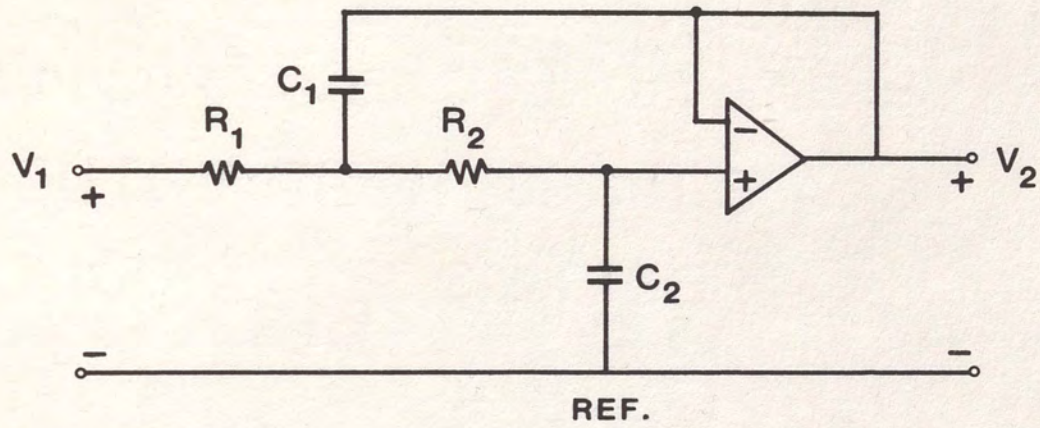 C₁
R₁
R₂
V₁
+
−
+
V₂
+
C₂
−
−
REF.